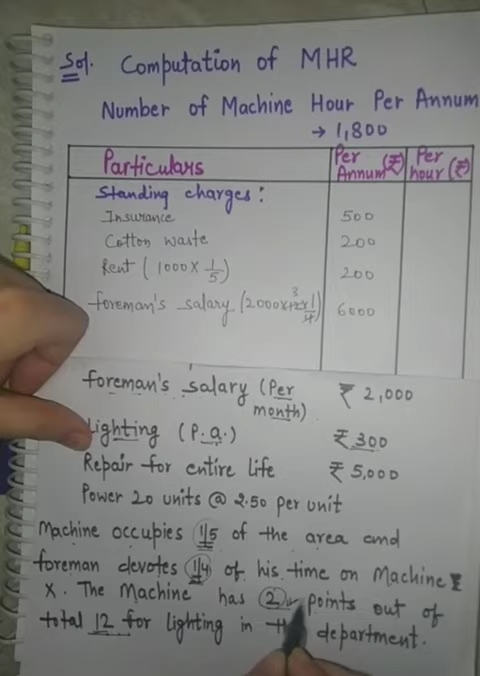 Sol. Computation of MHR
Number of Machine Hour Per Annum
→ 1,800
Particulars Per Annum (₹) Per hour (₹)
Standing charges:
Insurance 500
Cotton waste 200
Rent (1000 × 1/5) 200
foreman's salary (2000 × 12 3 × 1/4) 6000
foreman's salary (Per month) ₹ 2,000
Lighting (P.a.) ₹ 300
Repair for entire life ₹ 5,000
Power 20 units @ 2.50 per unit
Machine occupies 1/5 of the area and
foreman devotes 1/4 of his time on Machine
X. The Machine has 2 points out of
total 12 for lighting in department.